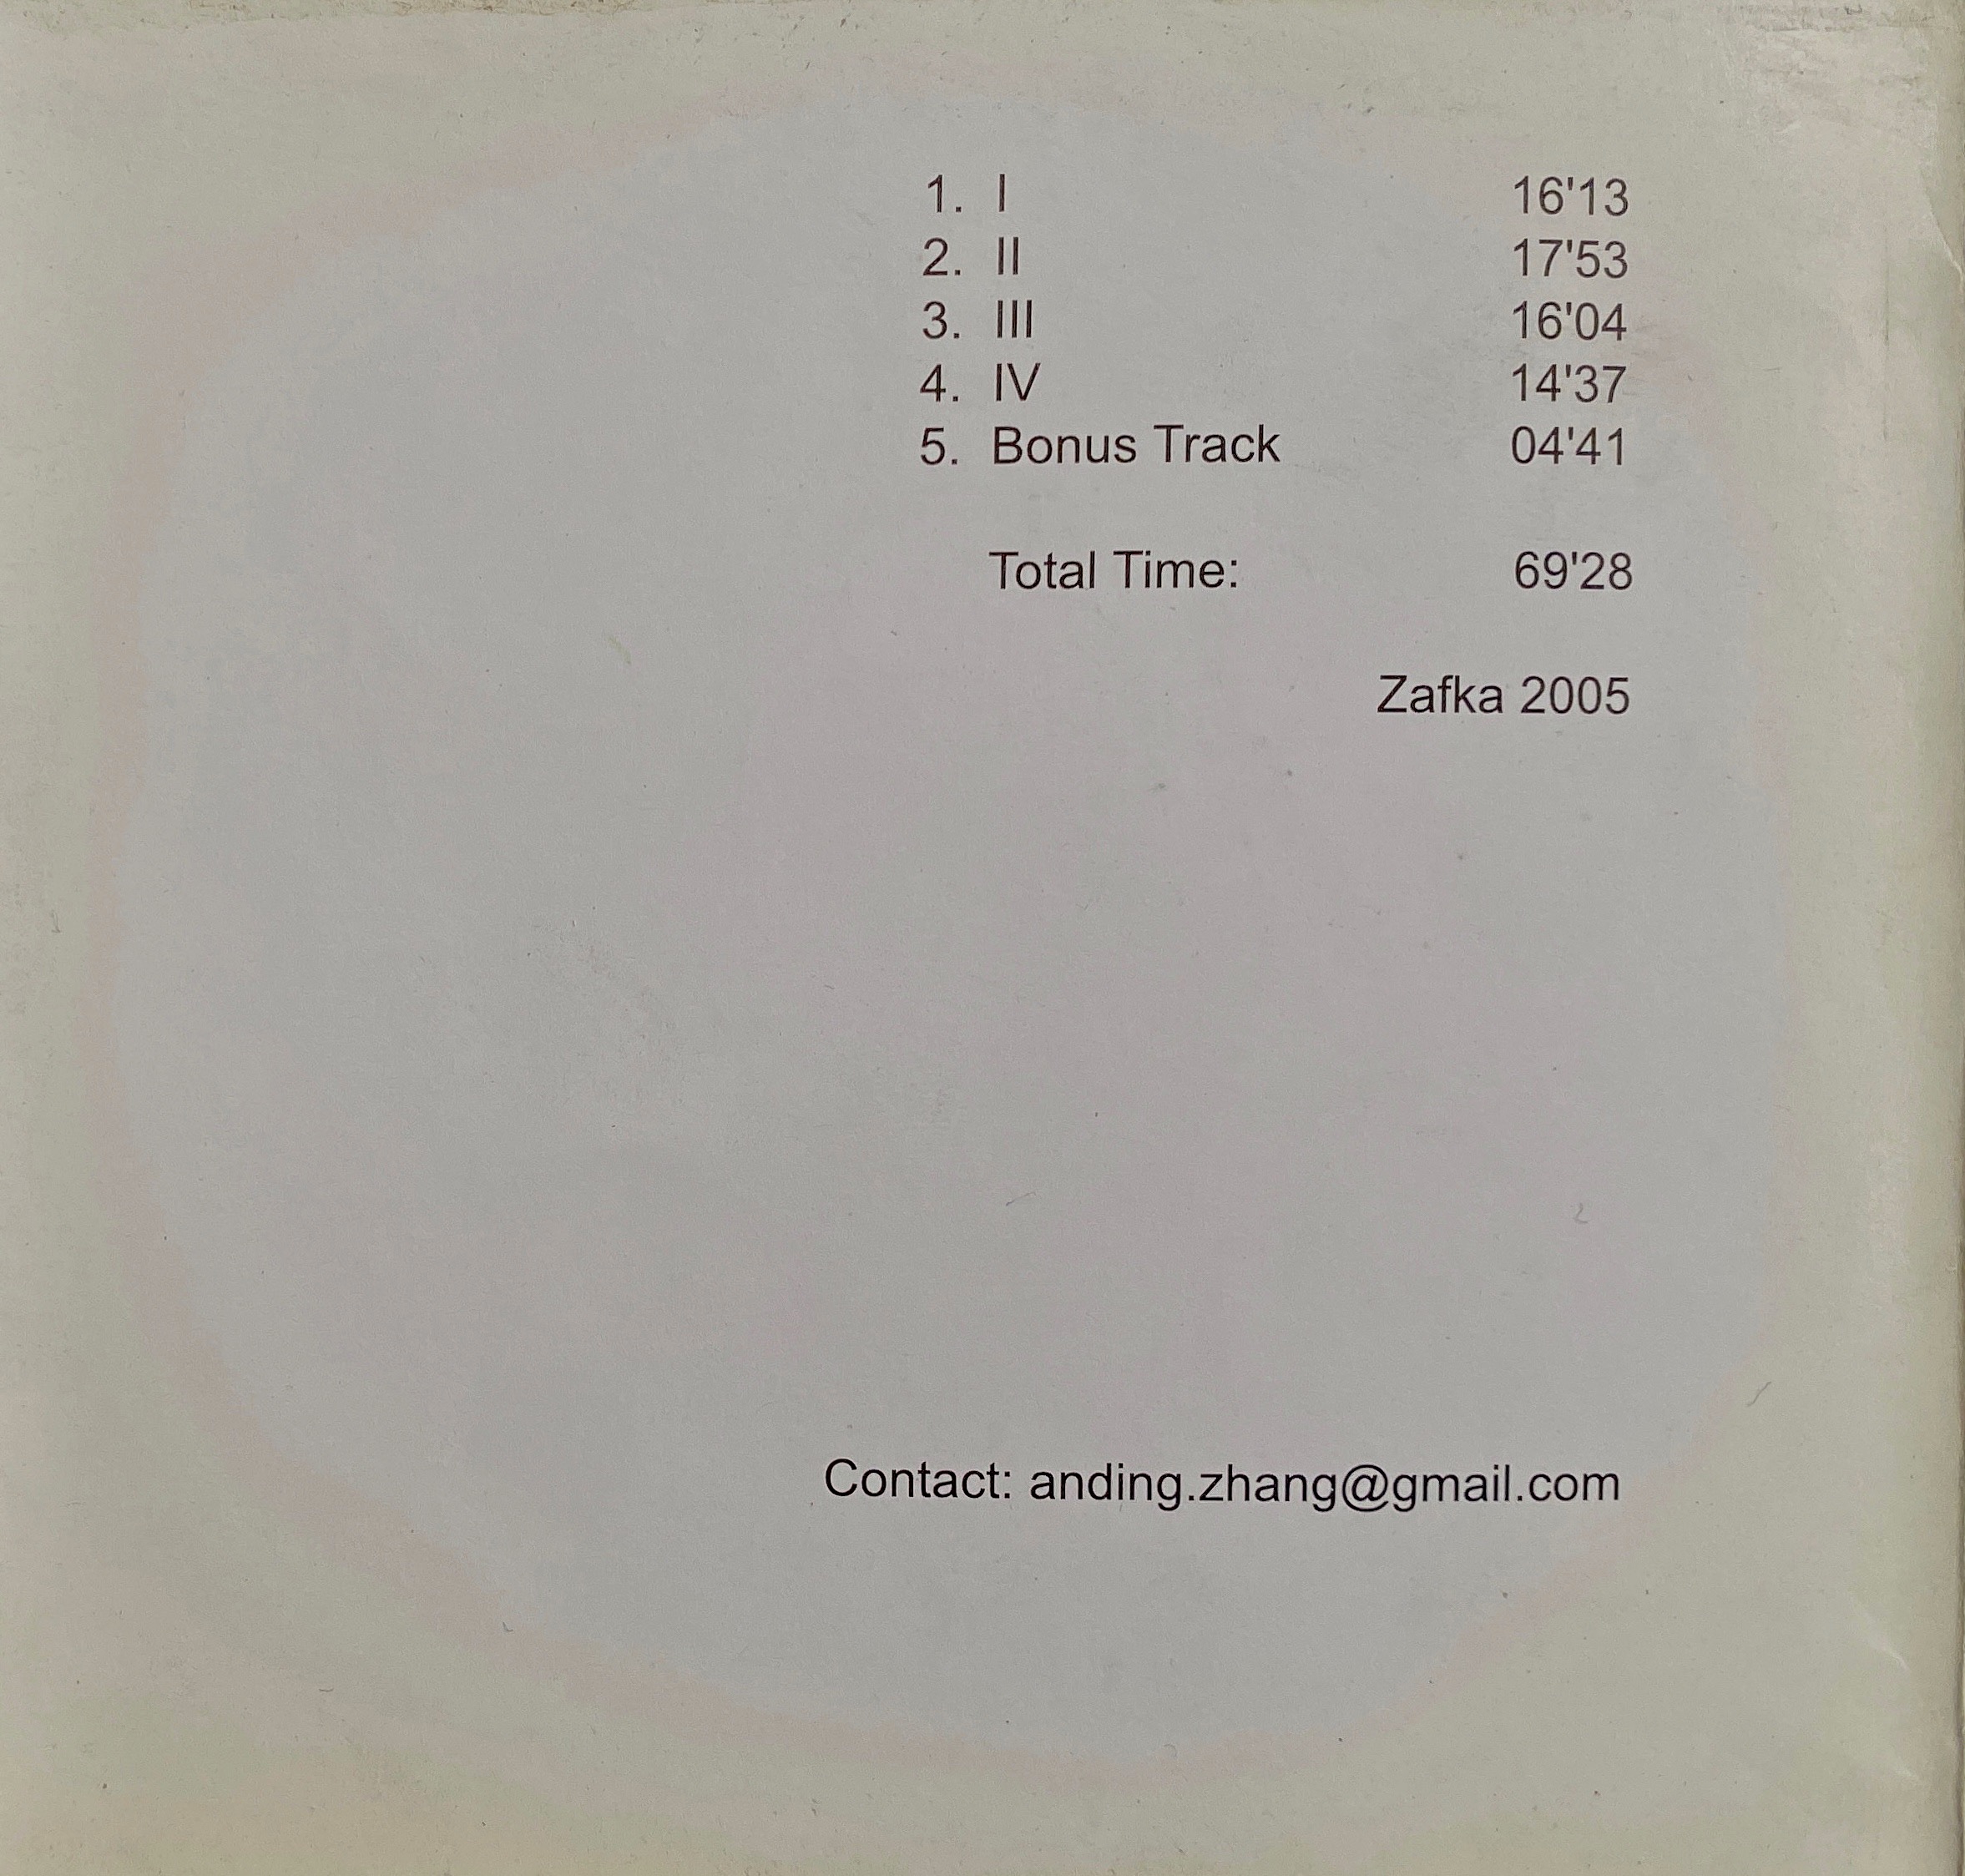 1. I 16'13
2. II 17'53
3. III 16'04
4. IV 14'37
5. Bonus Track 04'41
Total Time: 69'28
Zafka 2005
Contact: anding.zhang@gmail.com